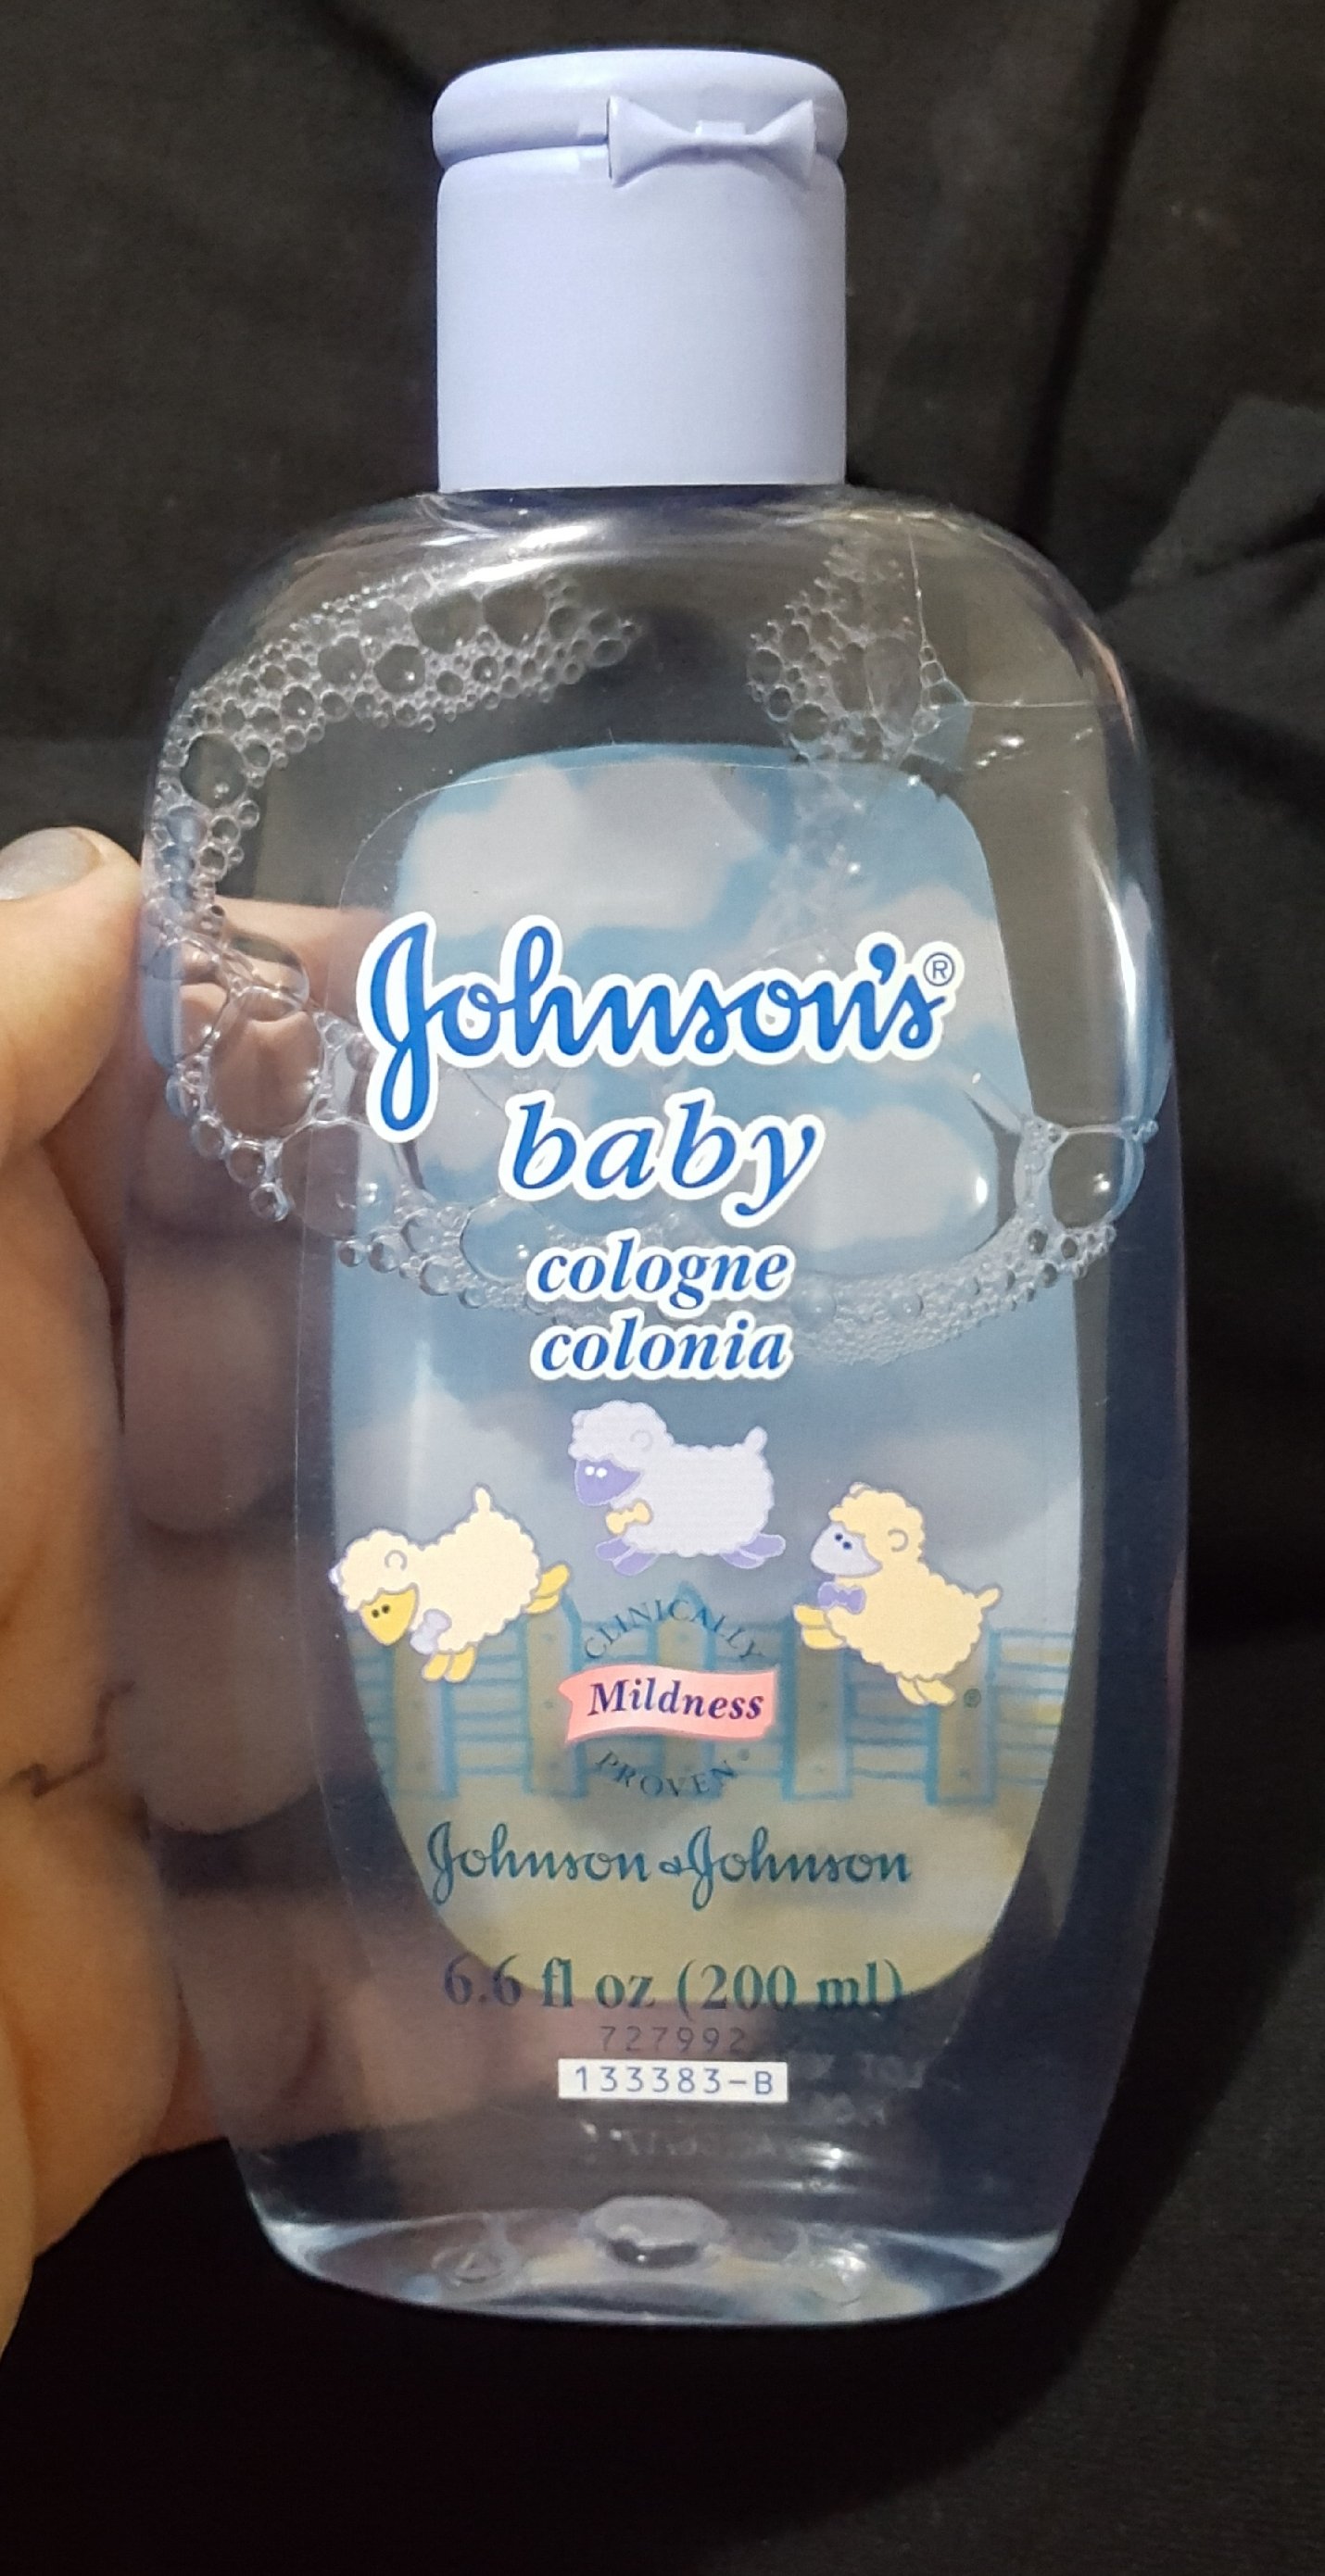 Johnson's®
baby
cologne
colonia
CLINICALLY
Mildness
PROVEN®
®
Johnson & Johnson
6.6 fl oz (200 ml)
727992
133383-B